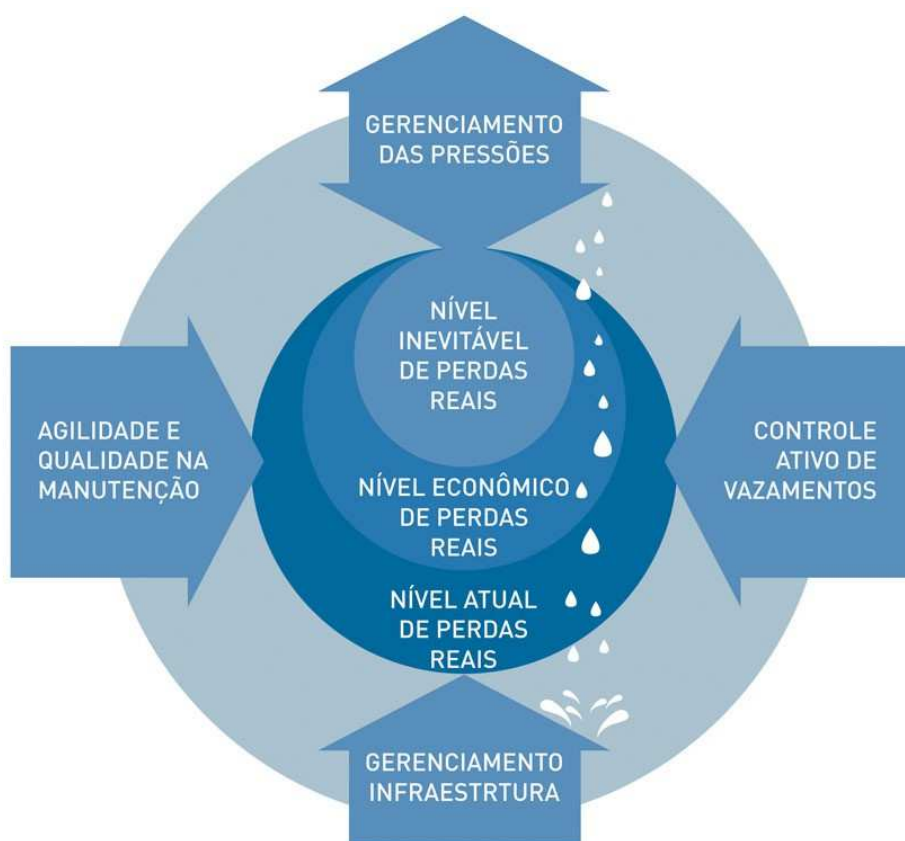 GERENCIAMENTO
DAS PRESSÕES
NÍVEL
INEVITÁVEL
DE PERDAS
REAIS
AGILIDADE E
QUALIDADE NA
MANUTENÇÃO
CONTROLE
ATIVO DE
VAZAMENTOS
NÍVEL ECONÔMICO
DE PERDAS
REAIS
NÍVEL ATUAL
DE PERDAS
REAIS
GERENCIAMENTO
INFRAESTRTURA